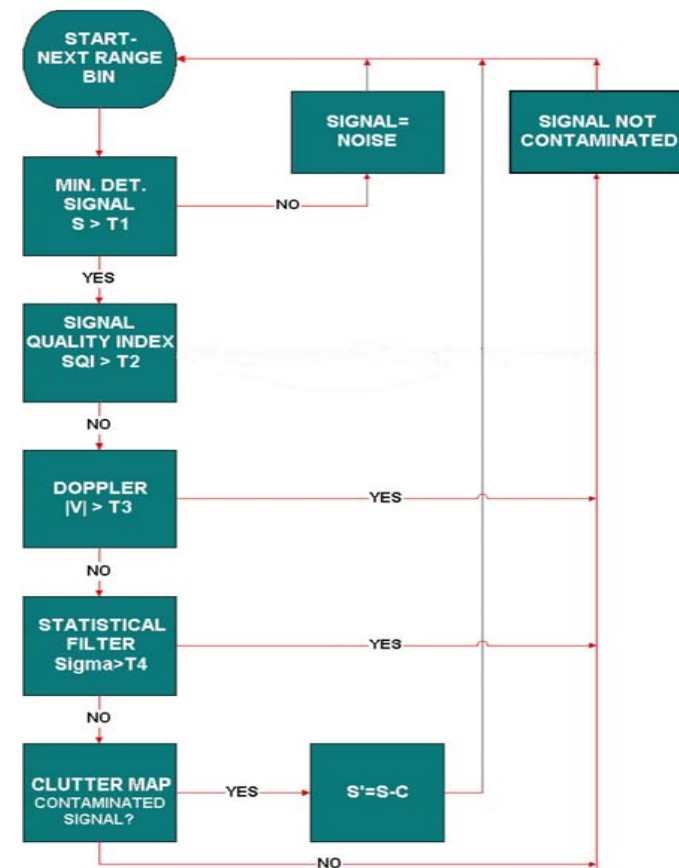 START-
NEXT RANGE
BIN
SIGNAL=
NOISE
SIGNAL NOT
CONTAMINATED
MIN. DET.
SIGNAL
S > T1
NO
YES
SIGNAL
QUALITY INDEX
SQI > T2
NO
DOPPLER
|V| > T3
YES
NO
STATISTICAL
FILTER
Sigma>T4
YES
NO
CLUTTER MAP
CONTAMINATED
SIGNAL?
YES
S'=S-C
NO